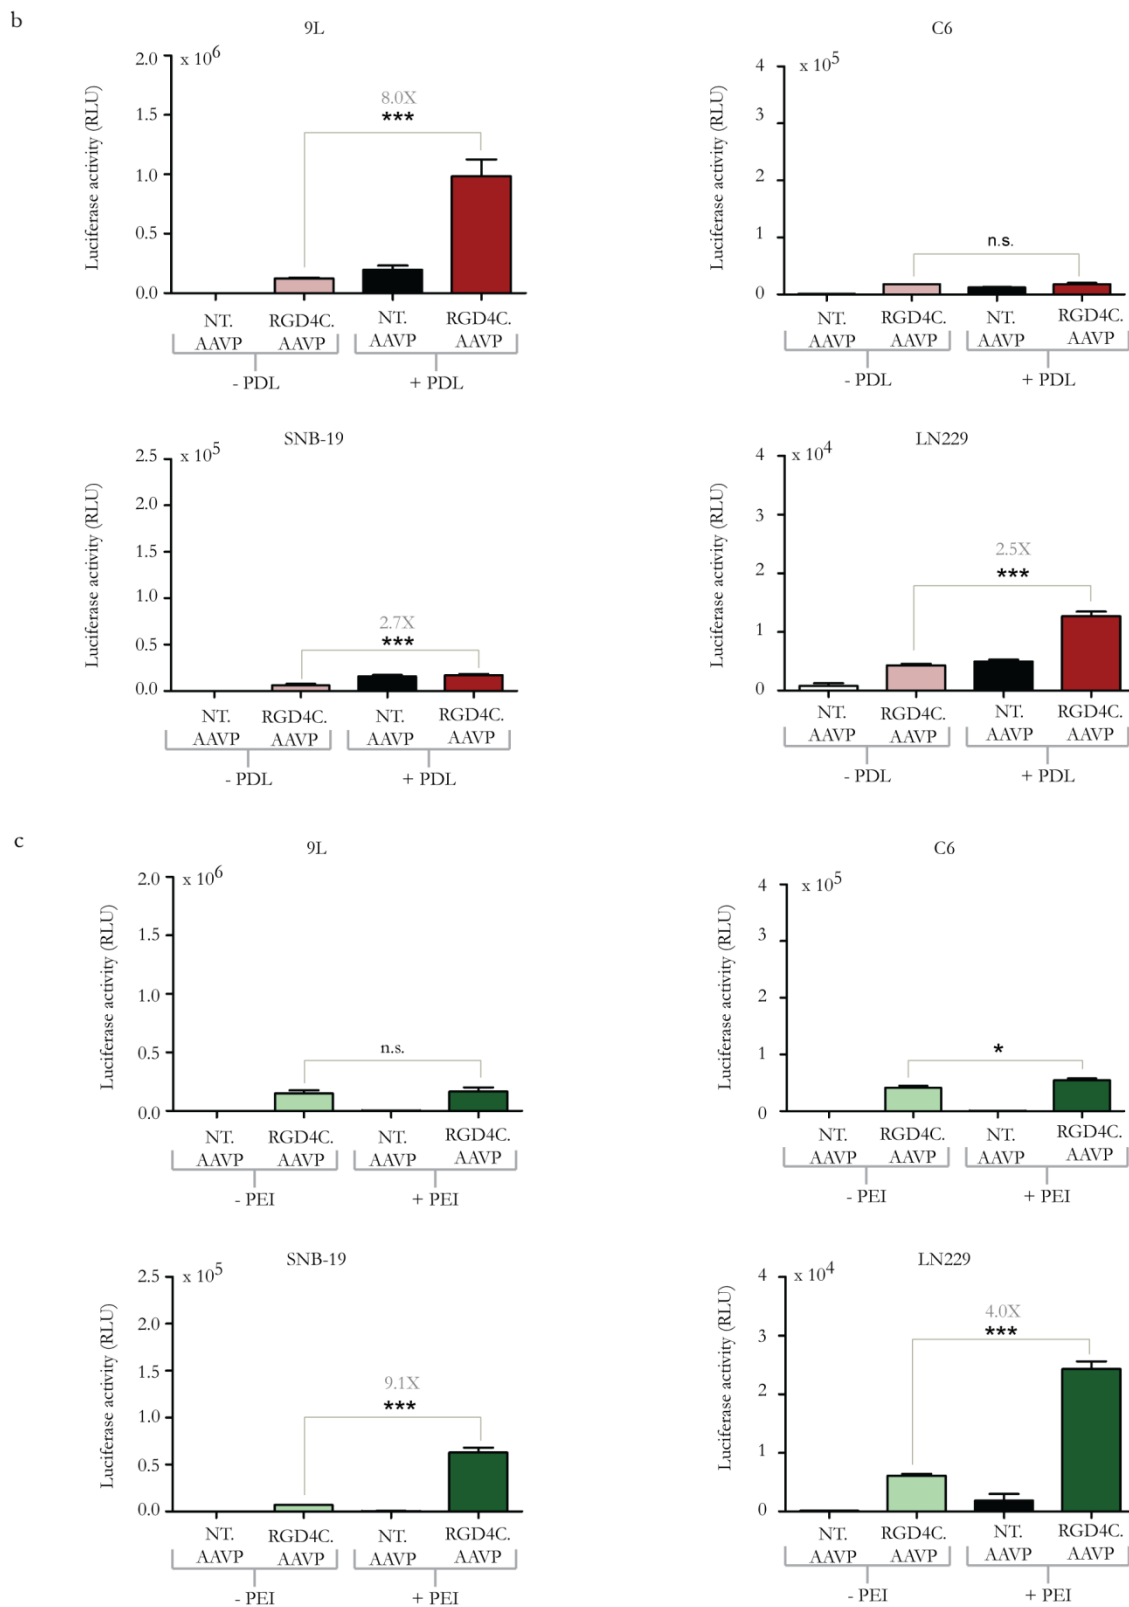 b
9L
x 10^6
Luciferase activity (RLU)
2.0
1.5
1.0
0.5
0.0
8.0X
***
NT. AAVP
RGD4C. AAVP
NT. AAVP
RGD4C. AAVP
- PDL
+ PDL
C6
x 10^5
Luciferase activity (RLU)
4
3
2
1
0
n.s.
NT. AAVP
RGD4C. AAVP
NT. AAVP
RGD4C. AAVP
- PDL
+ PDL
SNB-19
x 10^5
Luciferase activity (RLU)
2.5
2.0
1.5
1.0
0.5
0.0
2.7X
***
NT. AAVP
RGD4C. AAVP
NT. AAVP
RGD4C. AAVP
- PDL
+ PDL
LN229
x 10^4
Luciferase activity (RLU)
4
3
2
1
0
2.5X
***
NT. AAVP
RGD4C. AAVP
NT. AAVP
RGD4C. AAVP
- PDL
+ PDL
c
9L
x 10^6
Luciferase activity (RLU)
2.0
1.5
1.0
0.5
0.0
n.s.
NT. AAVP
RGD4C. AAVP
NT. AAVP
RGD4C. AAVP
- PEI
+ PEI
C6
x 10^5
Luciferase activity (RLU)
4
3
2
1
0
*
NT. AAVP
RGD4C. AAVP
NT. AAVP
RGD4C. AAVP
- PEI
+ PEI
SNB-19
x 10^5
Luciferase activity (RLU)
2.5
2.0
1.5
1.0
0.5
0.0
9.1X
***
NT. AAVP
RGD4C. AAVP
NT. AAVP
RGD4C. AAVP
- PEI
+ PEI
LN229
x 10^4
Luciferase activity (RLU)
4
3
2
1
0
4.0X
***
NT. AAVP
RGD4C. AAVP
NT. AAVP
RGD4C. AAVP
- PEI
+ PEI